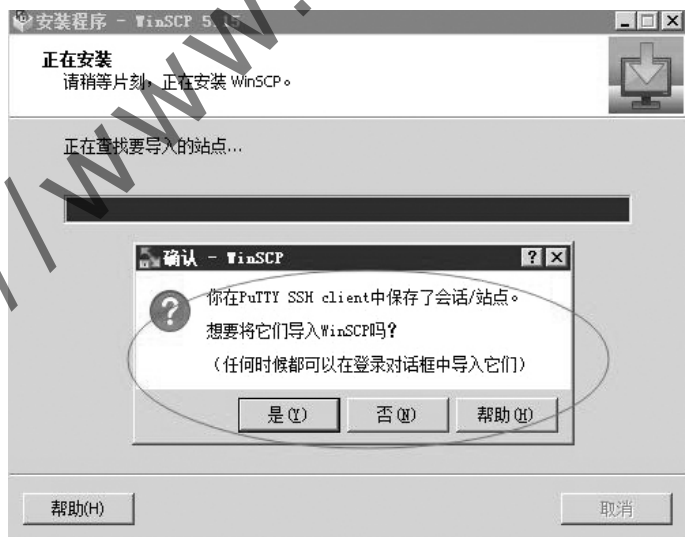 安装程序 - WinSCP 5.15
正在安装
请稍等片刻，正在安装 WinSCP。
正在查找要导入的站点...
确认 - WinSCP
你在PuTTY SSH client中保存了会话/站点。
想要将它们导入WinSCP吗?
（任何时候都可以在登录对话框中导入它们）
是(Y)
否(N)
帮助(H)
帮助(H)
取消
//www.